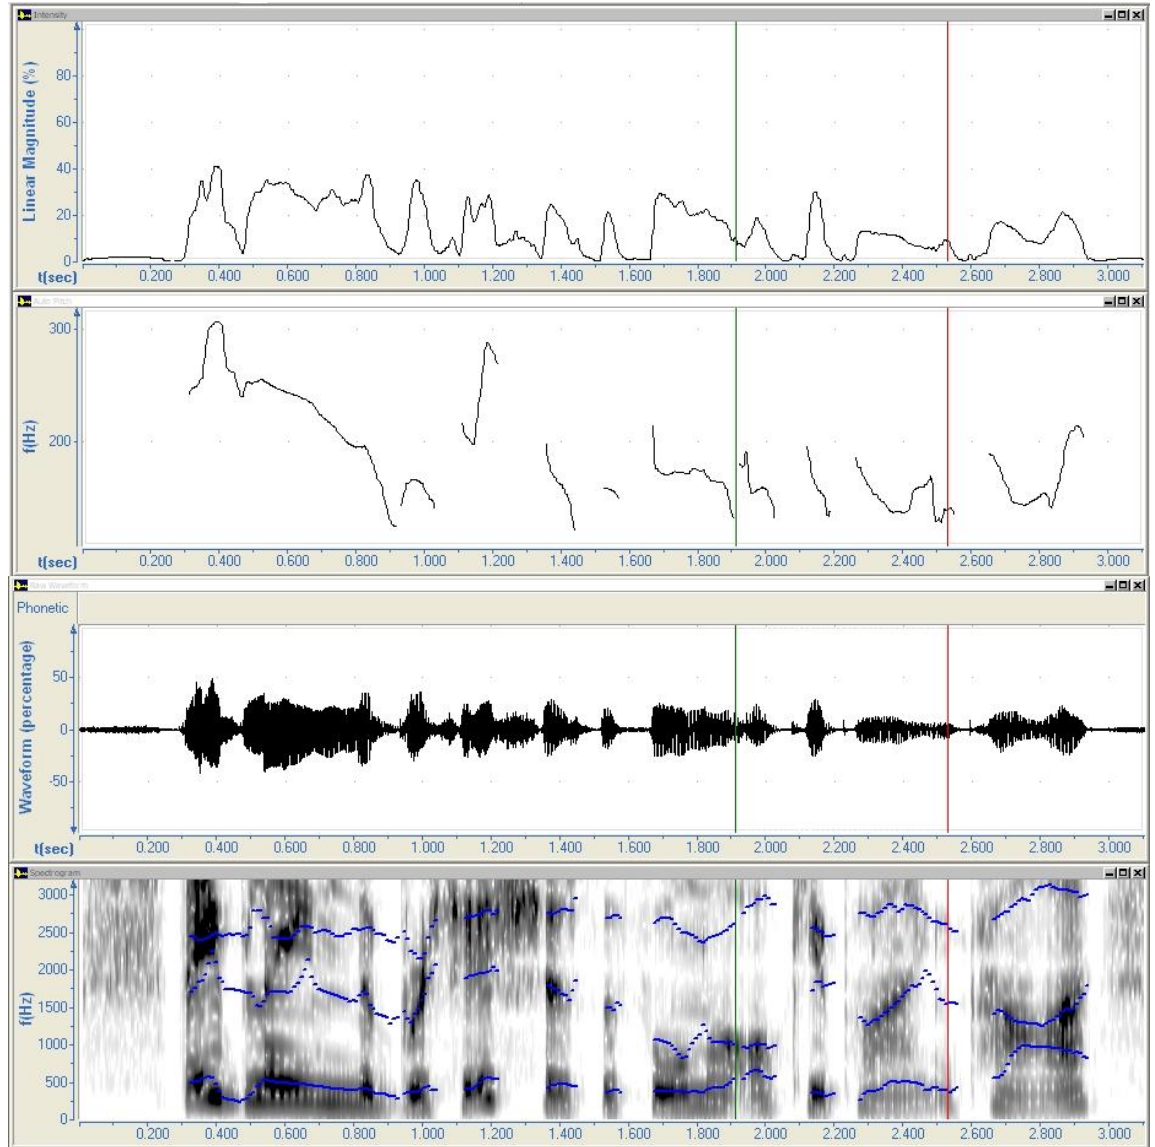 Intensity
Linear Magnitude (%)
80
60
40
20
0
t(sec)
0.200 0.400 0.600 0.800 1.000 1.200 1.400 1.600 1.800 2.000 2.200 2.400 2.600 2.800 3.000
Auto Pitch
f(Hz)
300
200
t(sec)
0.200 0.400 0.600 0.800 1.000 1.200 1.400 1.600 1.800 2.000 2.200 2.400 2.600 2.800 3.000
Raw Waveform
Phonetic
Waveform (percentage)
50
0
-50
t(sec)
0.200 0.400 0.600 0.800 1.000 1.200 1.400 1.600 1.800 2.000 2.200 2.400 2.600 2.800 3.000
Spectrogram
f(Hz)
3000
2500
2000
1500
1000
500
0
0.200 0.400 0.600 0.800 1.000 1.200 1.400 1.600 1.800 2.000 2.200 2.400 2.600 2.800 3.000